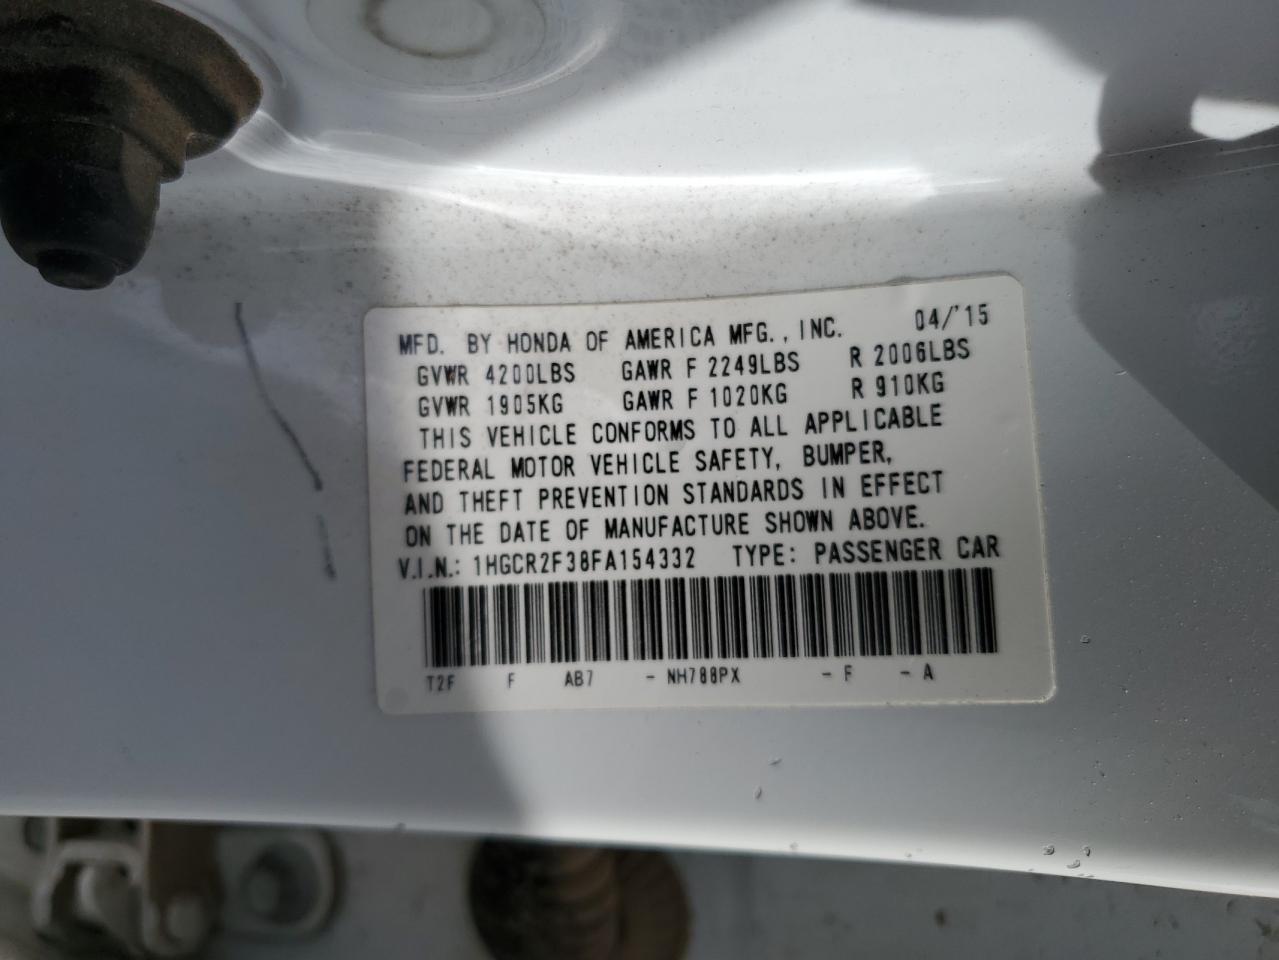 MFD. BY HONDA OF AMERICA MFG., INC. 04/'15
GVWR 4200LBS GAWR F 2249LBS R 2006LBS
GVWR 1905KG GAWR F 1020KG R 910KG
THIS VEHICLE CONFORMS TO ALL APPLICABLE
FEDERAL MOTOR VEHICLE SAFETY, BUMPER,
AND THEFT PREVENTION STANDARDS IN EFFECT
ON THE DATE OF MANUFACTURE SHOWN ABOVE.
V.I.N.: 1HGCR2F38FA154332 TYPE: PASSENGER CAR
T2F F AB7 - NH788PX - F - A